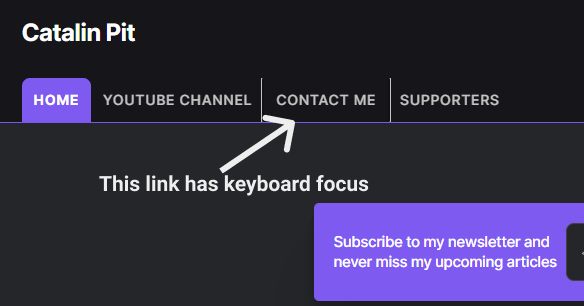 Catalin Pit
HOME YOUTUBE CHANNEL CONTACT ME SUPPORTERS
This link has keyboard focus
Subscribe to my newsletter and
never miss my upcoming articles